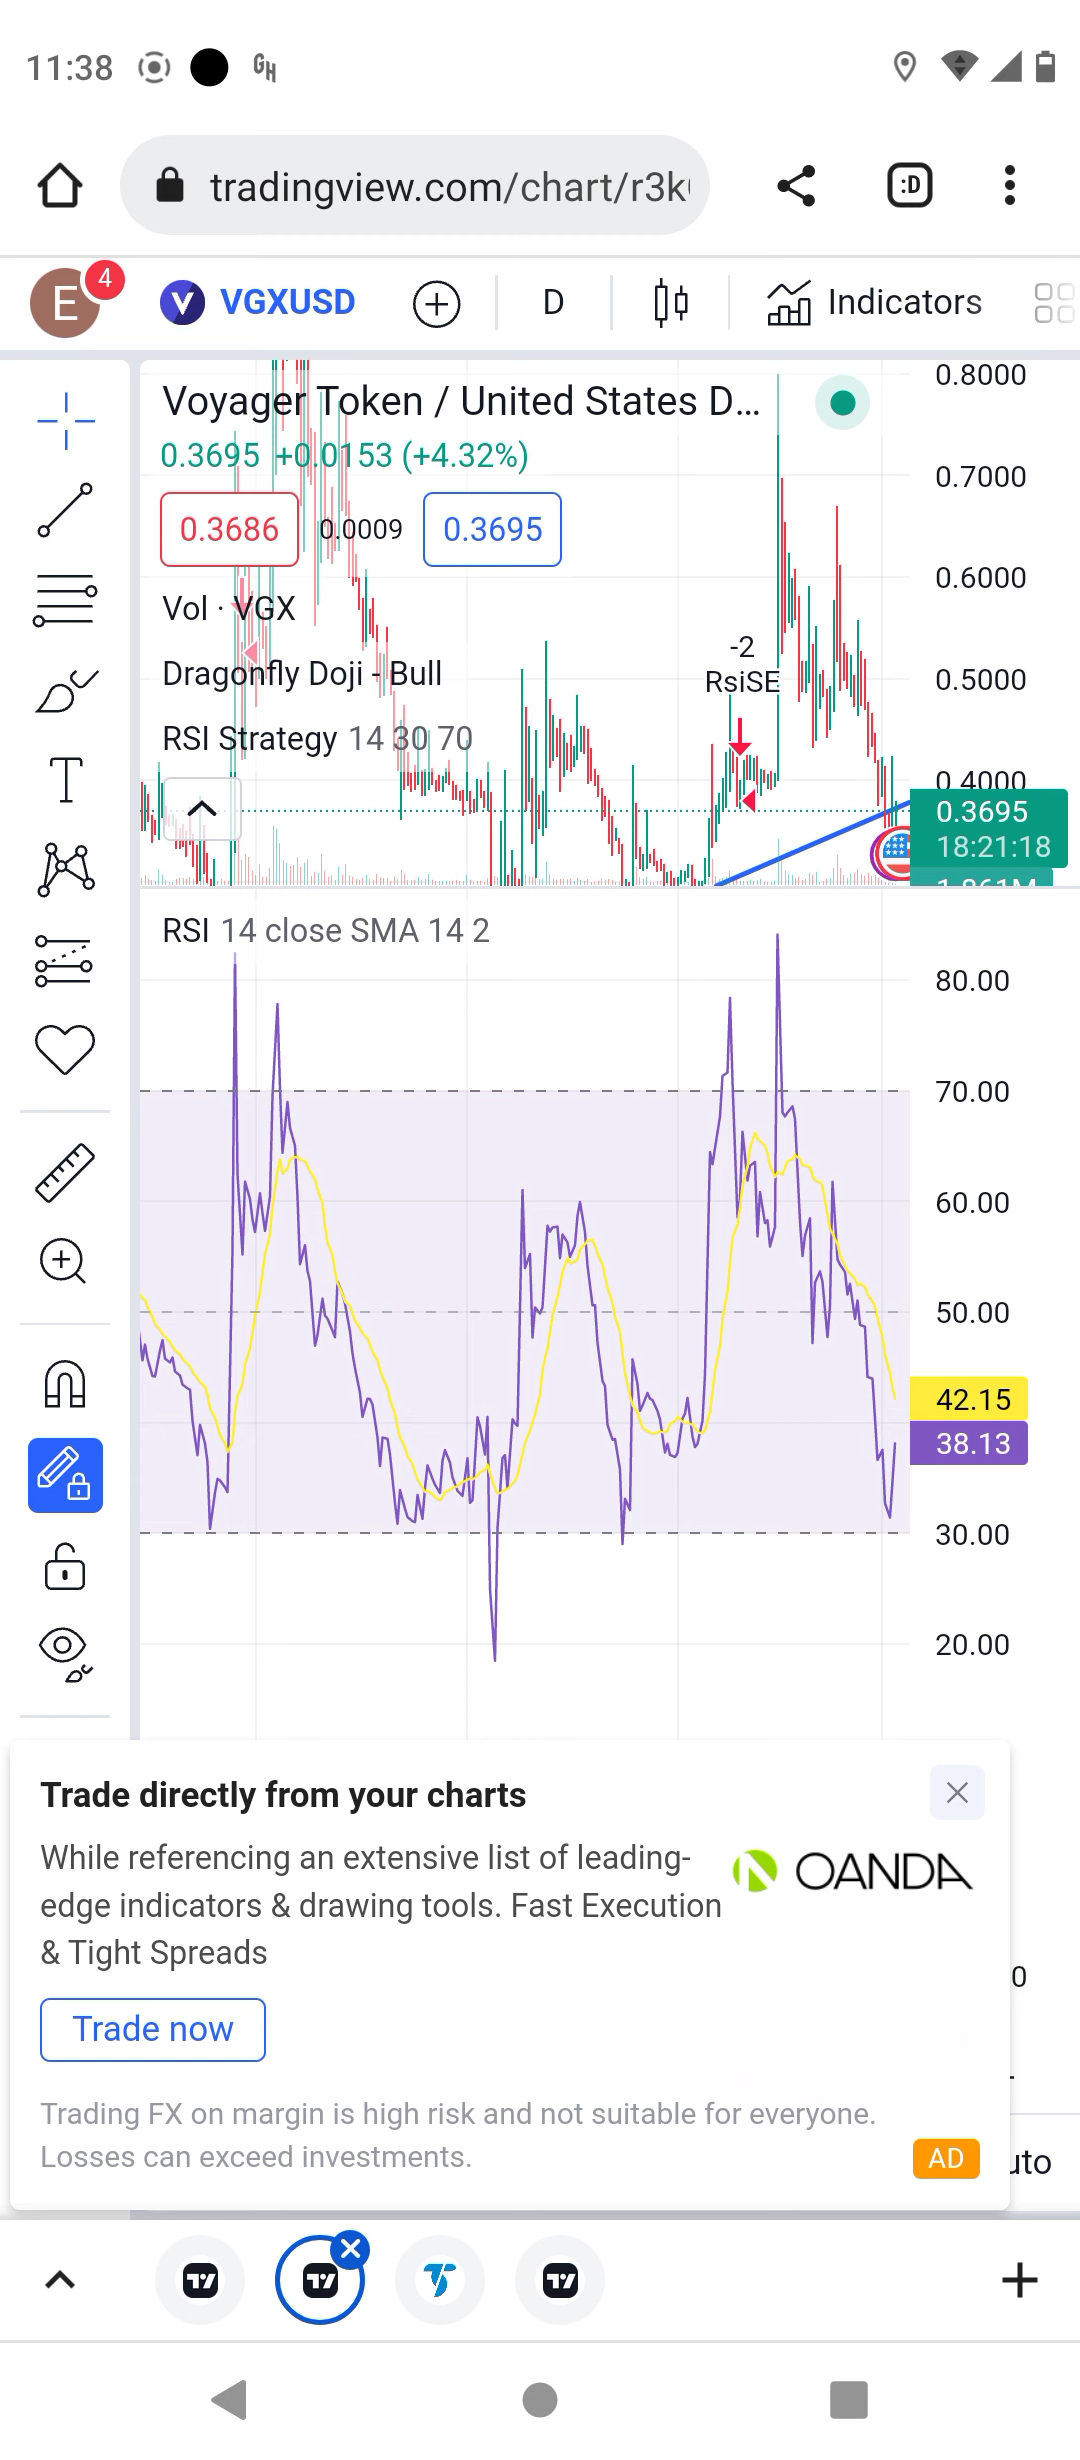 11:38
GH
tradingview.com/chart/r3k
:D
E
4
VGXUSD
D
Indicators
Voyager Token / United States D...
0.3695 +0.0153 (+4.32%)
0.3686
0.0009
0.3695
Vol · VGX
Dragonfly Doji - Bull
RSI Strategy 14 30 70
-2
RsiSE
0.8000
0.7000
0.6000
0.5000
0.4000
0.3695
18:21:18
1.861M
RSI 14 close SMA 14 2
80.00
70.00
60.00
50.00
42.15
38.13
30.00
20.00
Trade directly from your charts
While referencing an extensive list of leading-
edge indicators & drawing tools. Fast Execution
& Tight Spreads
OANDA
Trade now
Trading FX on margin is high risk and not suitable for everyone.
Losses can exceed investments.
AD
0
uto